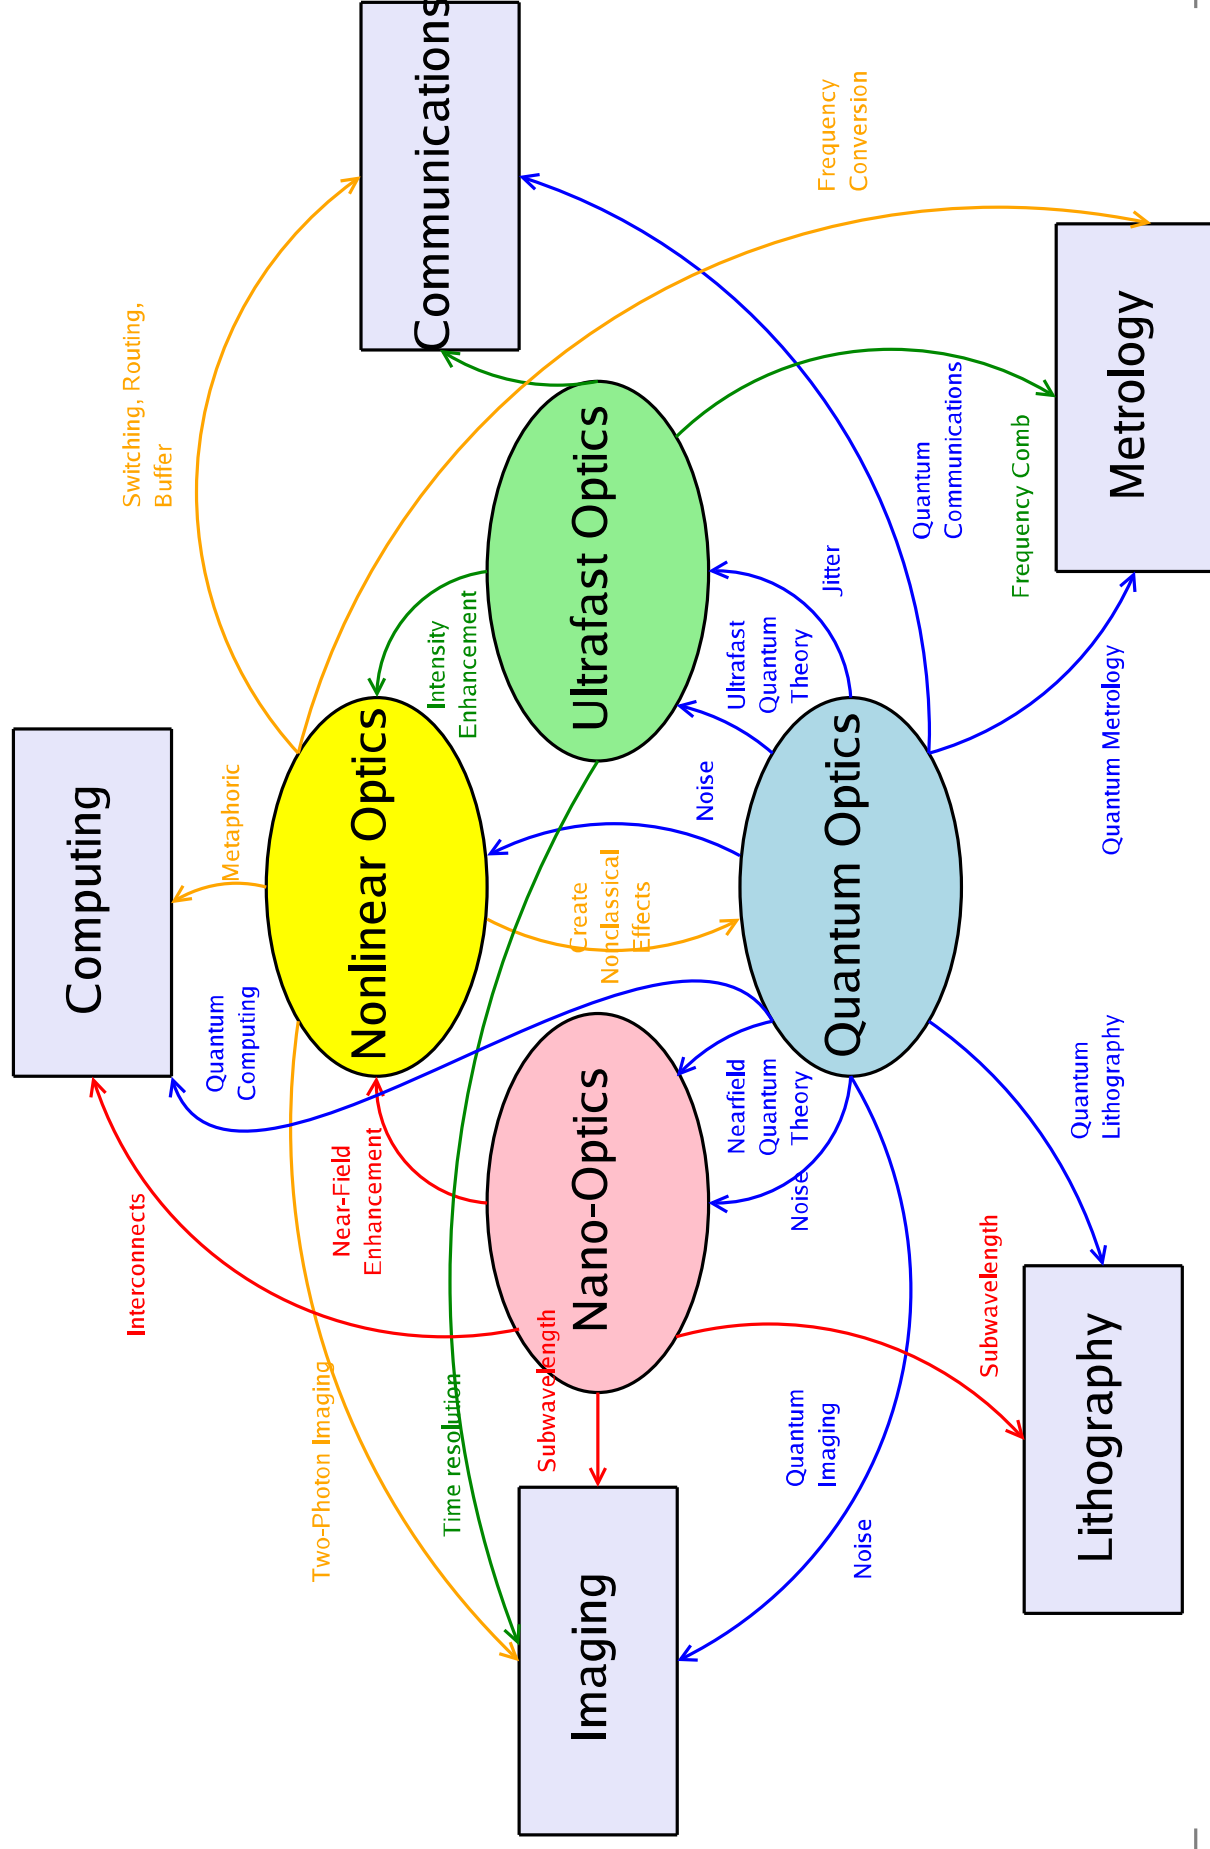 Computing
Interconnects
Quantum
Computing
Metaphoric
Switching, Routing,
Buffer
Communications
Two-Photon Imaging
Near-Field
Enhancement
Nonlinear Optics
Intensity
Enhancement
Time resolution
Imaging
Subwavelength
Nano-Optics
Create
Nonclassical
Effects
Noise
Ultrafast Optics
Nearfield
Quantum
Theory
Noise
Ultrafast
Quantum
Theory
Jitter
Quantum Optics
Quantum
Imaging
Noise
Frequency
Conversion
Quantum
Communications
Subwavelength
Frequency Comb
Quantum
Lithography
Quantum Metrology
Lithography
Metrology